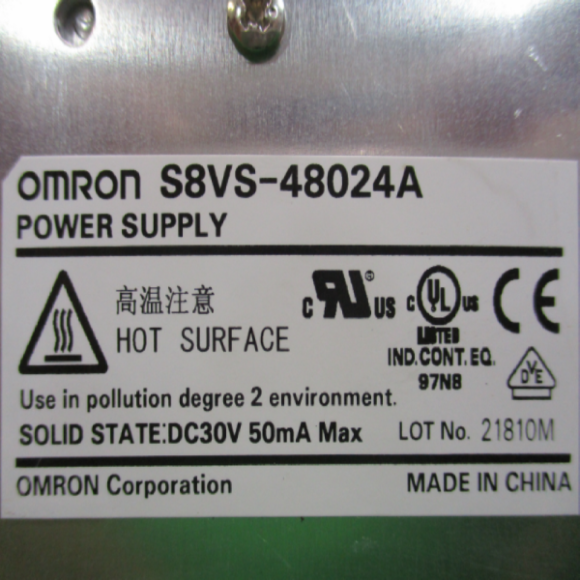 OMRON S8VS-48024A
POWER SUPPLY
高温注意
HOT SURFACE
c RU ® US
c UL us
LISTED
IND.CONT.EQ.
97N8
CE
DVE
Use in pollution degree 2 environment.
SOLID STATE:DC30V 50mA Max
LOT No. 21810M
OMRON Corporation
MADE IN CHINA